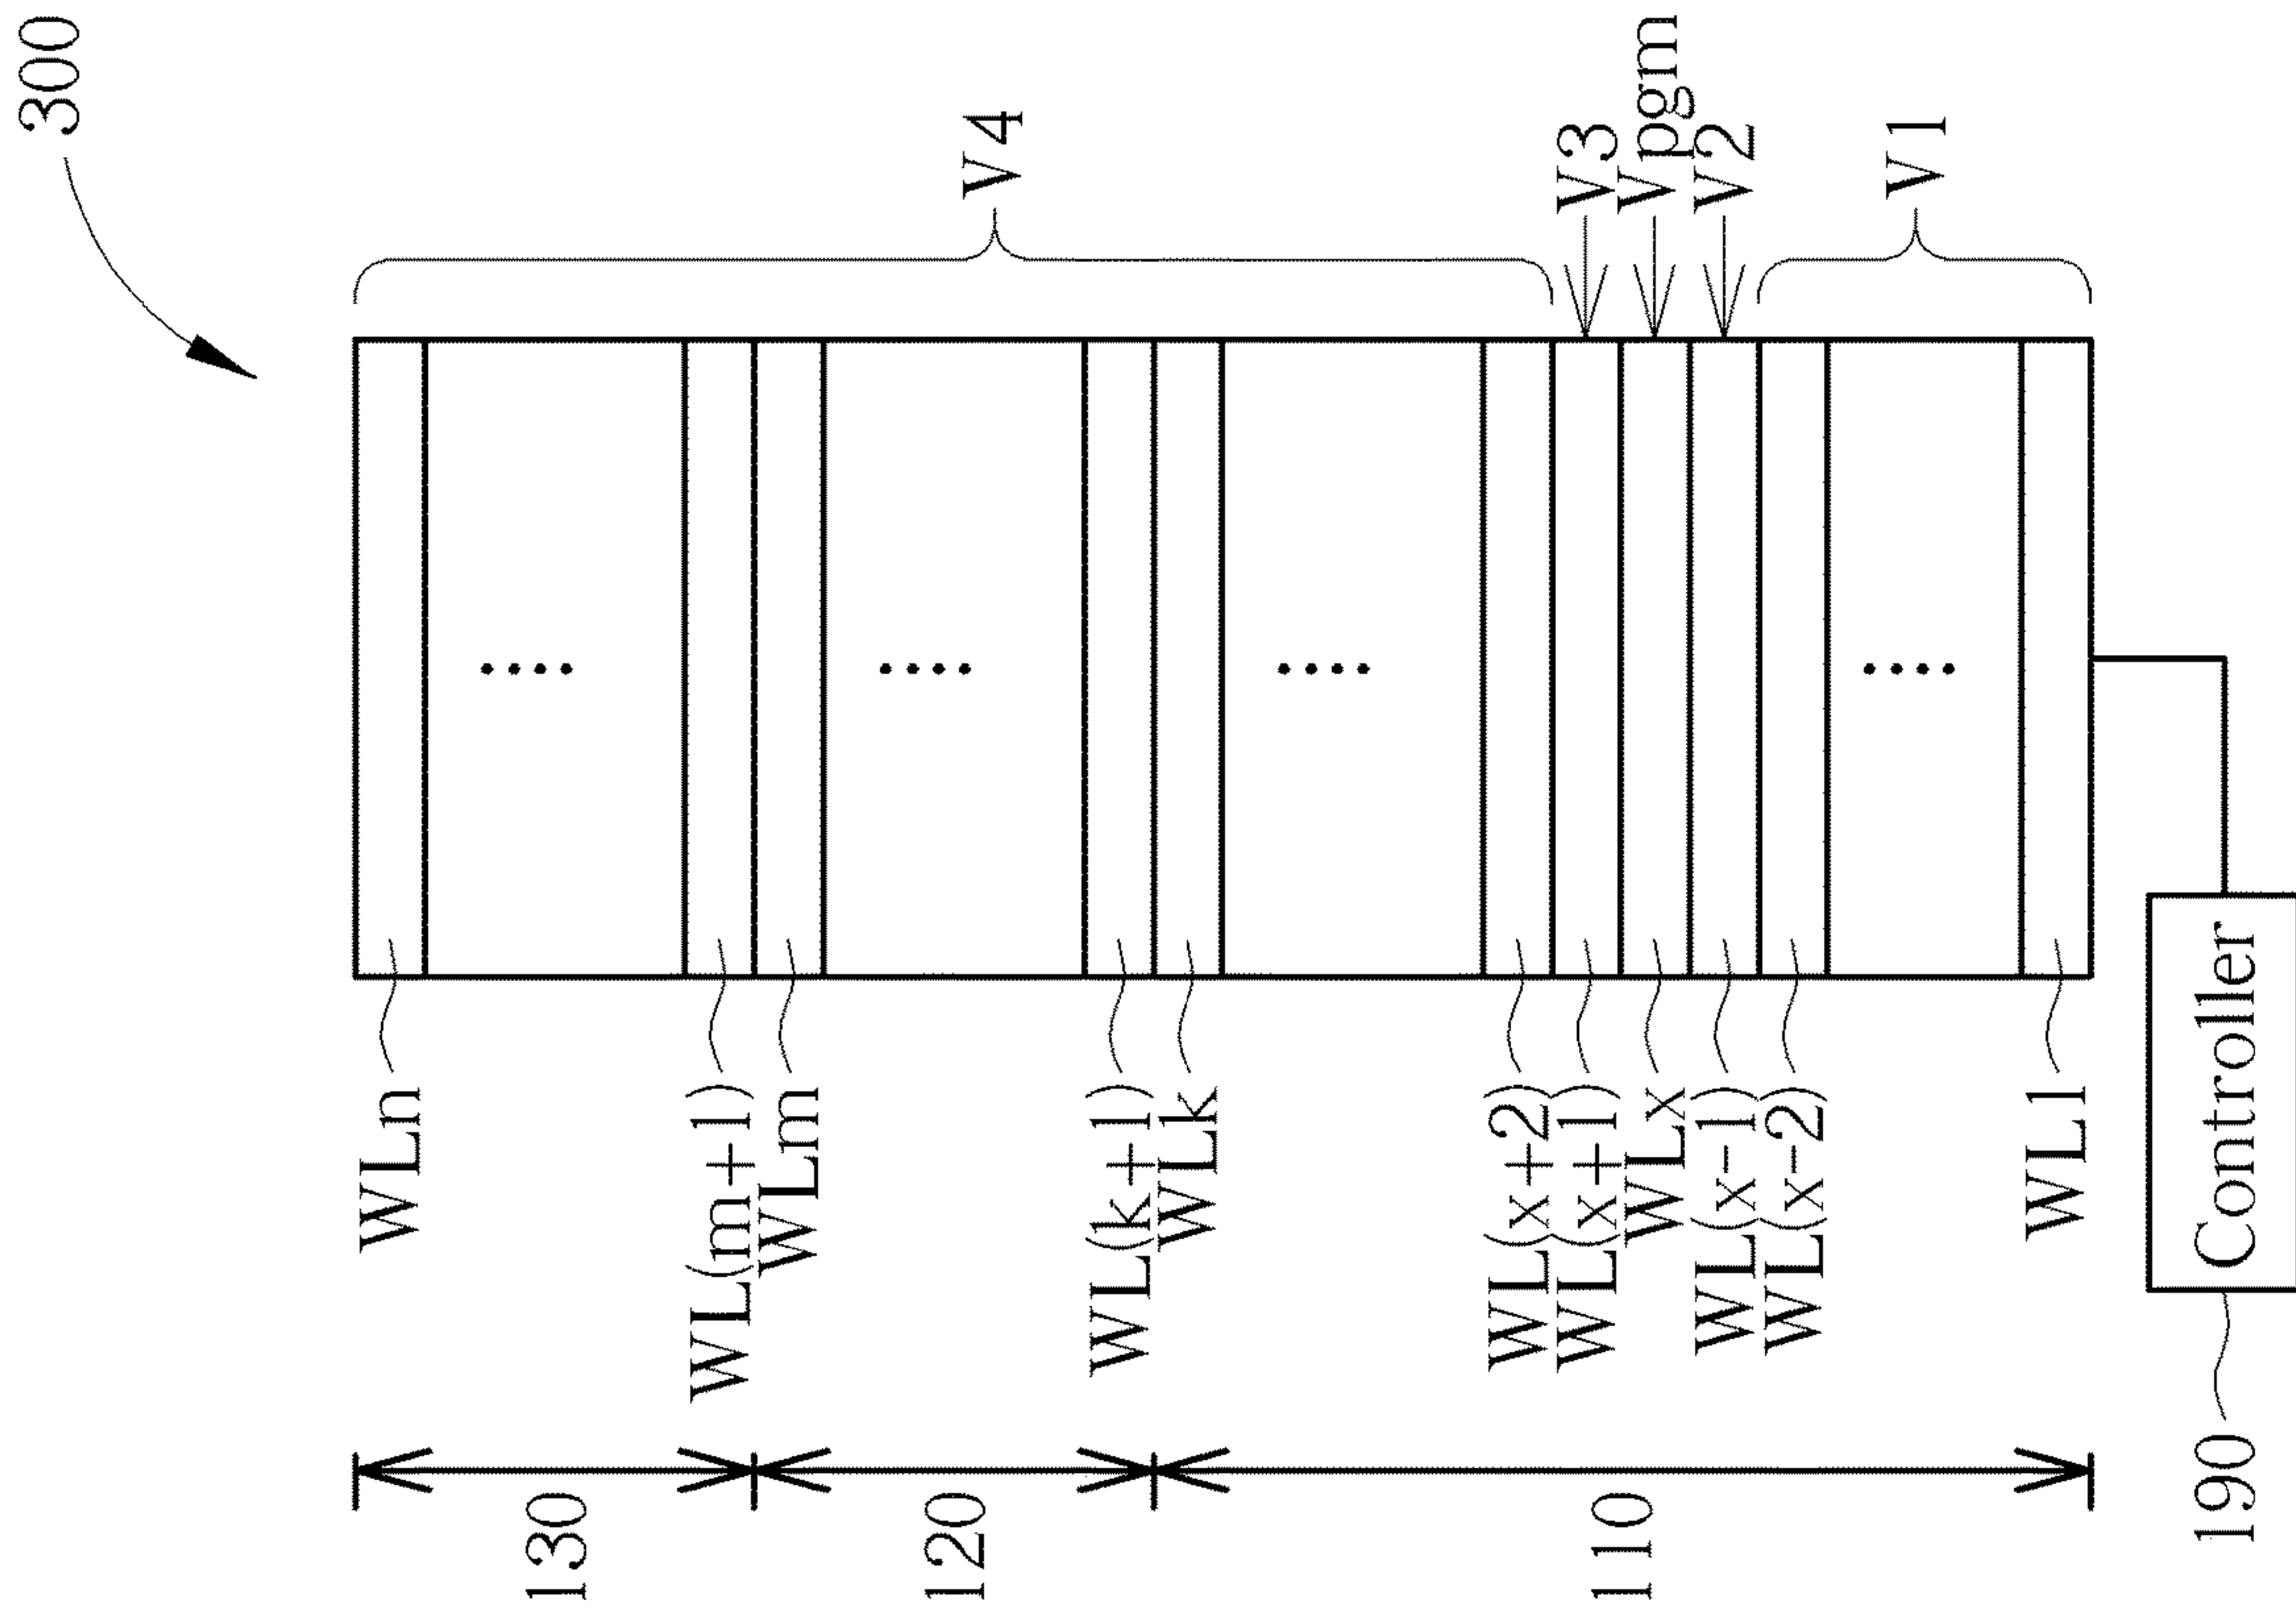 300
V4
V3
Vpgm
V2
V1
WLn
WL(m+1)
WLm
WL(k+1)
WLk
WL(x+2)
WL(x+1)
WLx
WL(x-1)
WL(x-2)
WL1
130
120
110
Controller
190